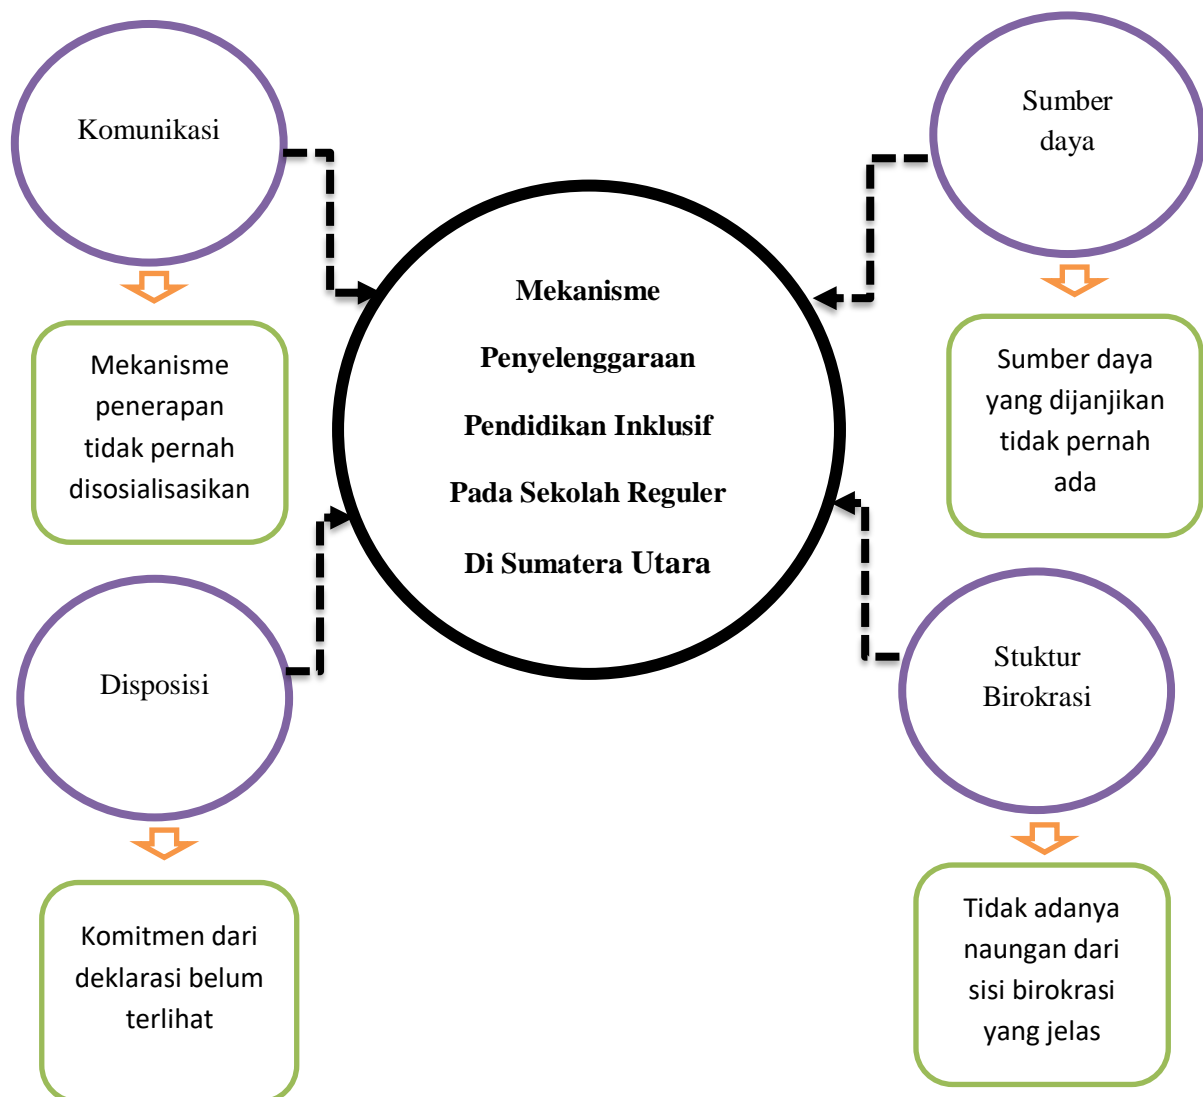 Komunikasi
Sumber
daya
Mekanisme
Penyelenggaraan
Pendidikan Inklusif
Pada Sekolah Reguler
Di Sumatera Utara
Mekanisme
penerapan
tidak pernah
disosialisasikan
Sumber daya
yang dijanjikan
tidak pernah
ada
Disposisi
Stuktur
Birokrasi
Komitmen dari
deklarasi belum
terlihat
Tidak adanya
naungan dari
sisi birokrasi
yang jelas